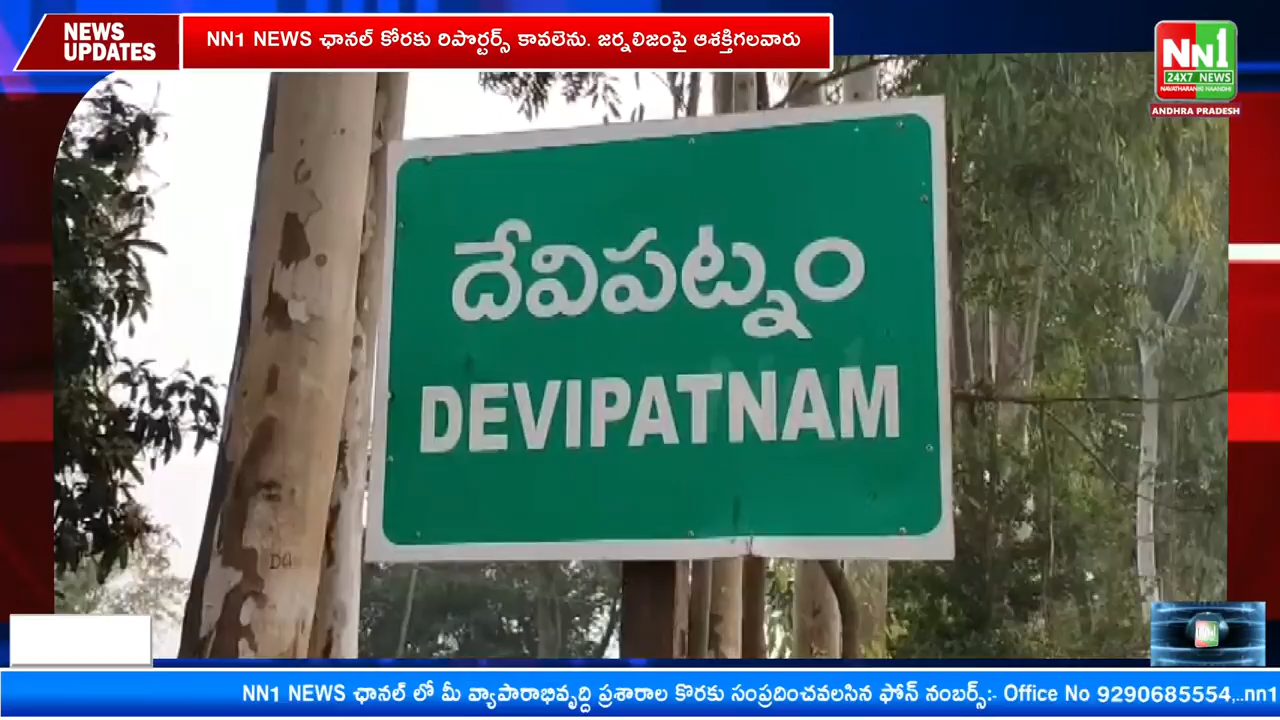 NEWS
UPDATES
NN1 NEWS ఛానల్ కోరకు రిపొర్టర్స్ కావలెను. జర్నలిజంపై ఆశక్తిగలవారు
NN1
24X7 NEWS
ANDHRA PRADESH
దేవిపట్నం
DEVIPATNAM
NN1 NEWS ఛానల్ లో మీ వ్యాపారాభివృద్ది ప్రశారాల కొరకు సంప్రదించవలసిన ఫోన్ నంబర్స్:- Office No 9290685554,..nn1